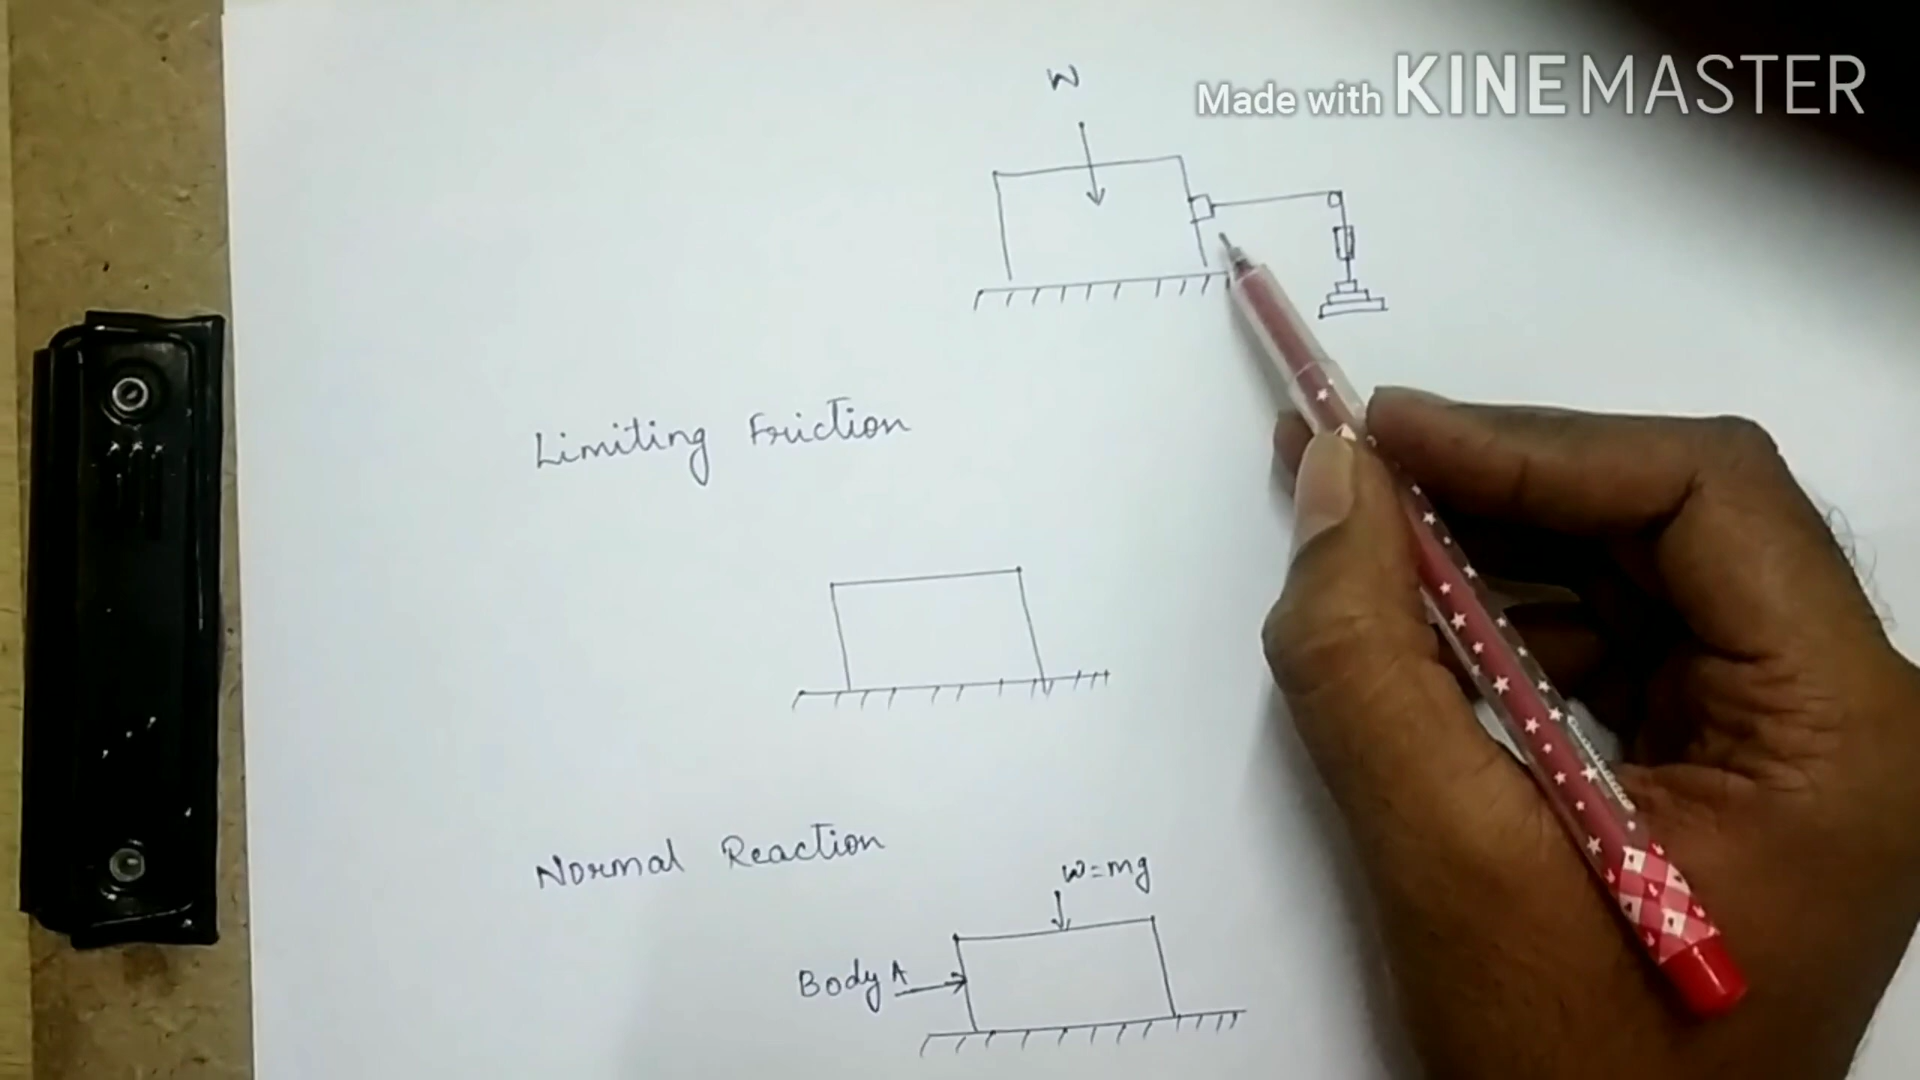 W
Made with KINEMASTER
Limiting Friction
Normal Reaction
W=mg
Body A